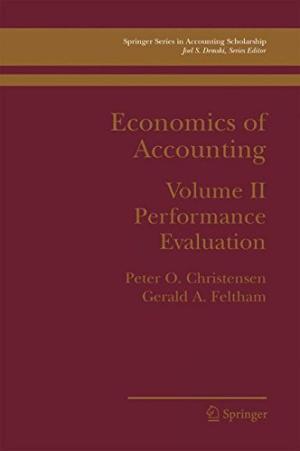 Springer Series in Accounting Scholarship
Joel S. Demski, Series Editor
Economics of
Accounting
Volume II
Performance
Evaluation
Peter O. Christensen
Gerald A. Feltham
Springer